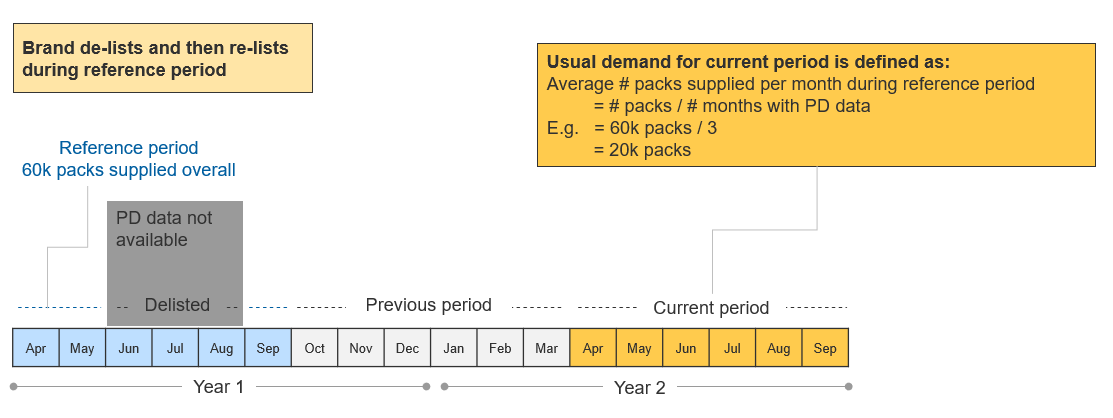 Brand de-lists and then re-lists
during reference period
Usual demand for current period is defined as:
Average # packs supplied per month during reference period
= # packs / # months with PD data
E.g. = 60k packs / 3
= 20k packs
Reference period
60k packs supplied overall
PD data not
available
Delisted
Previous period
Current period
Apr May Jun Jul Aug Sep Oct Nov Dec Jan Feb Mar Apr May Jun Jul Aug Sep
Year 1
Year 2